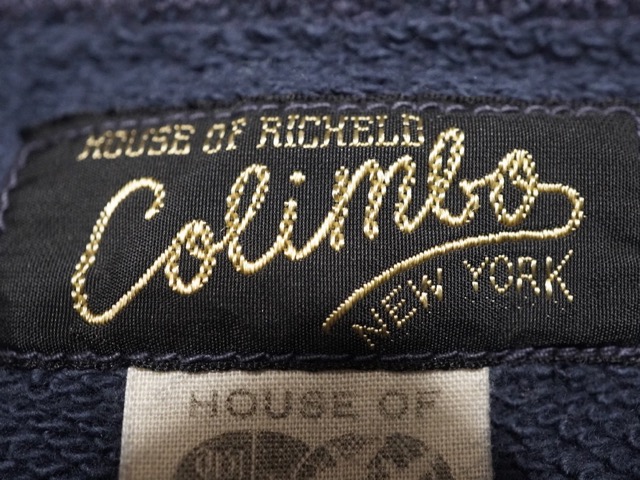 HOUSE OF RICHELD
Colimbo
NEW YORK
HOUSE OF